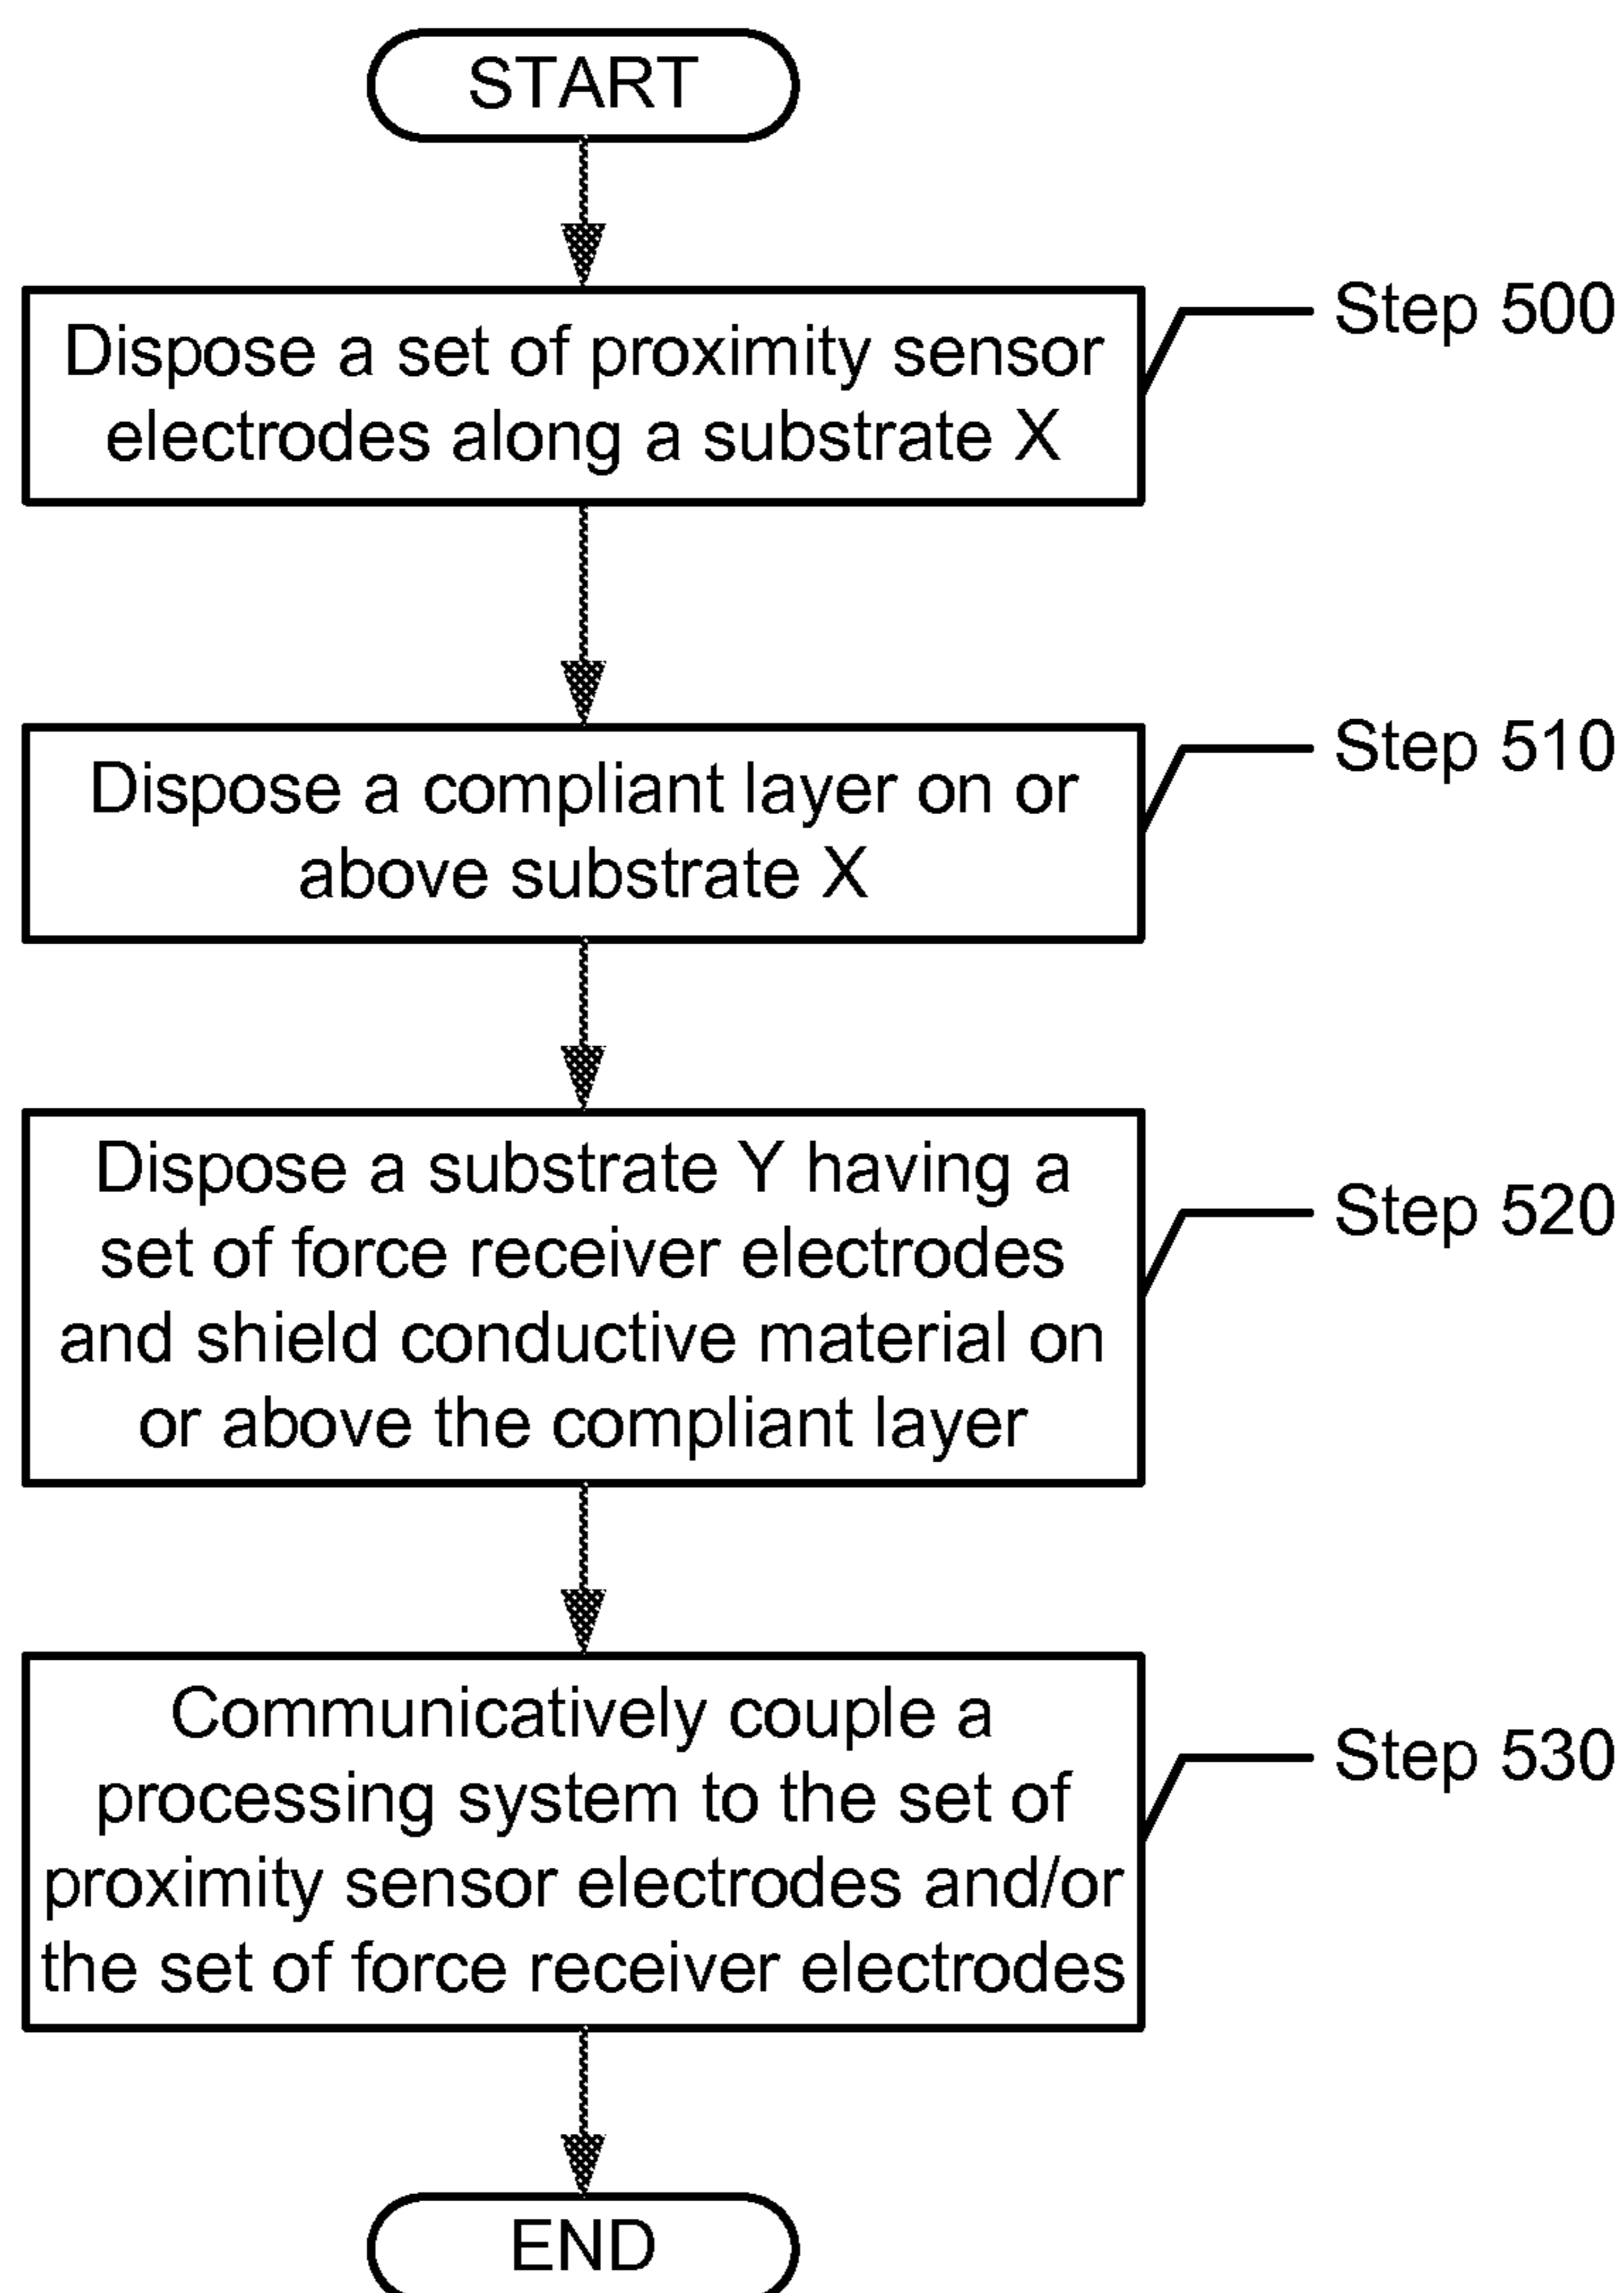 START
Step 500
Dispose a set of proximity sensor
electrodes along a substrate X
Step 510
Dispose a compliant layer on or
above substrate X
Step 520
Dispose a substrate Y having a
set of force receiver electrodes
and shield conductive material on
or above the compliant layer
Step 530
Communicatively couple a
processing system to the set of
proximity sensor electrodes and/or
the set of force receiver electrodes
END